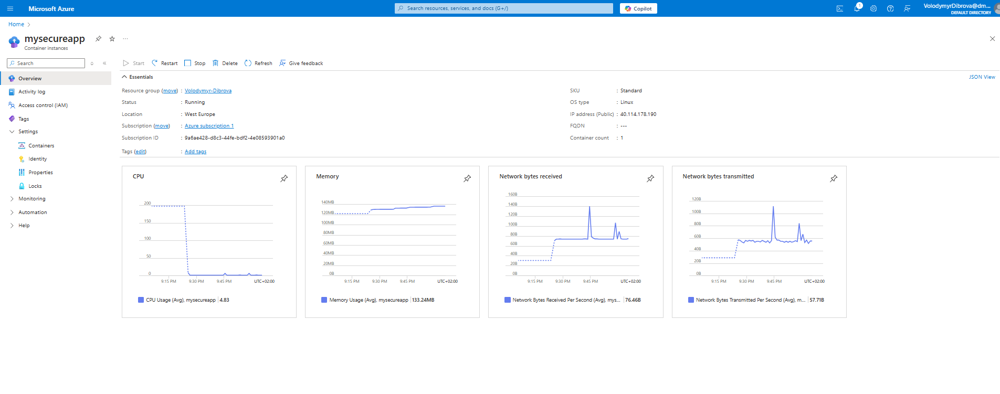 Microsoft Azure
Search resources, services, and docs (G+/)
Copilot
1
VolodymyrDibrova@dm...
DEFAULT DIRECTORY
Home
mysecureapp
...
Container instances
Search
Start
Restart
Stop
Delete
Refresh
Give feedback
Overview
Activity log
Access control (IAM)
Tags
Settings
Containers
Identity
Properties
Locks
Monitoring
Automation
Help
Essentials
JSON View
Resource group (move) : Volodymyr-Dibrova
Status : Running
Location : West Europe
Subscription (move) : Azure subscription 1
Subscription ID : 9a6ae428-d8c3-44fe-bdf2-4e08593901a0
Tags (edit) : Add tags
SKU : Standard
OS type : Linux
IP address (Public) : 40.114.178.190
FQDN : ---
Container count : 1
CPU
200
150
100
50
0
9:15 PM 9:30 PM 9:45 PM UTC+02:00
CPU Usage (Avg), mysecureapp 4.83
Memory
140MB
120MB
100MB
80MB
60MB
40MB
20MB
0B
9:15 PM 9:30 PM 9:45 PM UTC+02:00
Memory Usage (Avg), mysecureapp 133.24MB
Network bytes received
160B
140B
120B
100B
80B
60B
40B
20B
0B
9:15 PM 9:30 PM 9:45 PM UTC+02:00
Network Bytes Received Per Second (Avg), mys... 76.46B
Network bytes transmitted
120B
100B
80B
60B
40B
20B
0B
9:15 PM 9:30 PM 9:45 PM UTC+02:00
Network Bytes Transmitted Per Second (Avg), m... 57.71B